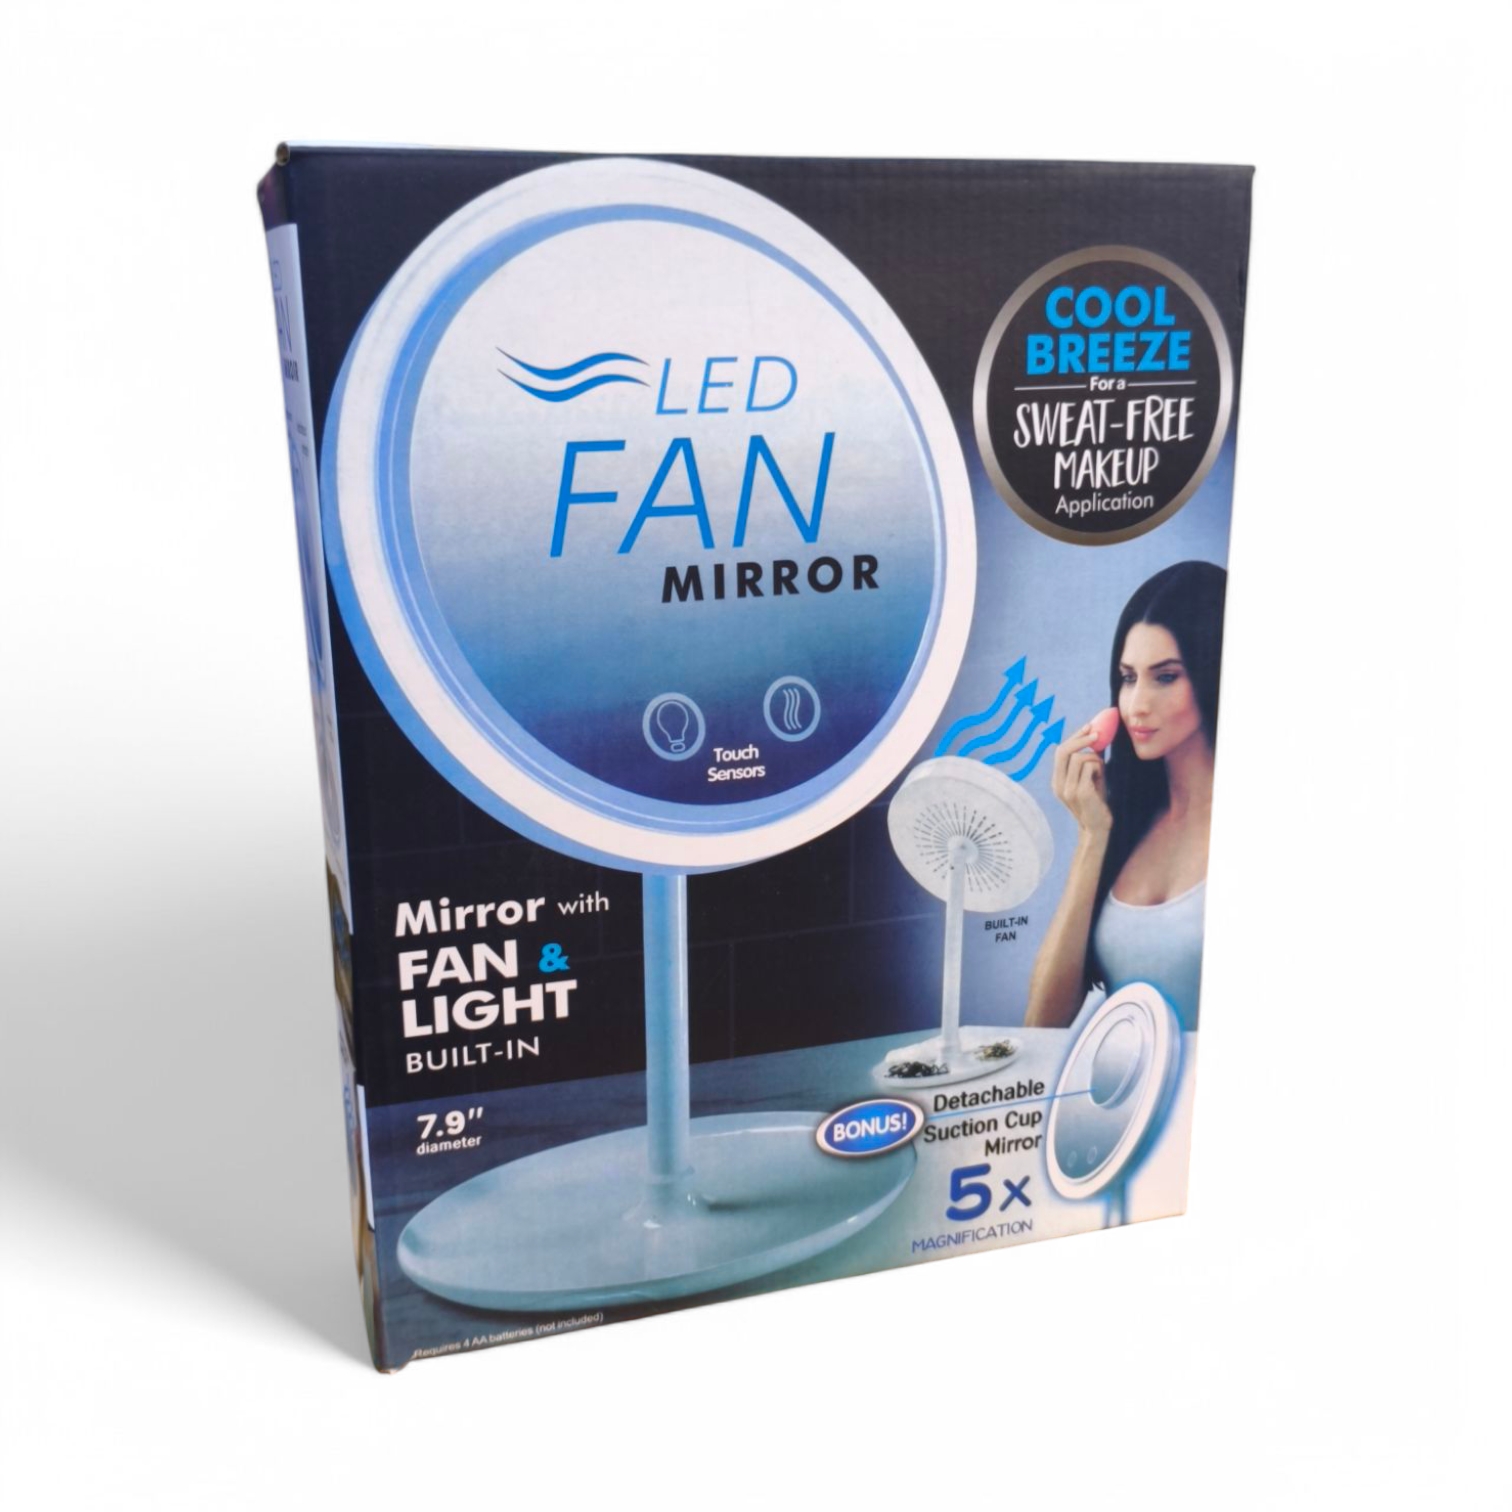 LED
FAN
MIRROR
Touch
Sensors
COOL
BREEZE
For a
SWEAT-FREE
MAKEUP
Application
BUILT-IN
FAN
Mirror with
FAN &
LIGHT
BUILT-IN
7.9"
diameter
BONUS!
Detachable
Suction Cup
Mirror
5x
MAGNIFICATION
Requires 4 AA batteries (not included)